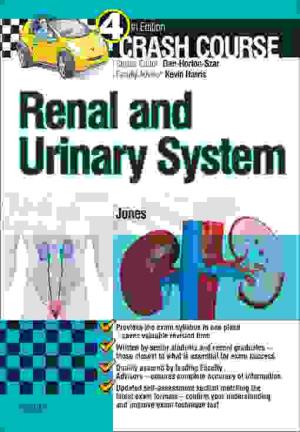 4th Edition
CRASH COURSE
Series Editor Dan Horton-Szar
Faculty Advisor Kevin Harris
Renal and
Urinary System
Jones
Provides the exam syllabus in one place
– saves valuable revision time
Written by senior students and recent graduates –
those closest to what is essential for exam success
Quality assured by leading Faculty
Advisors – ensures complete accuracy of information
Updated self-assessment section matching the
latest exam formats – confirm your understanding
and improve exam technique fast